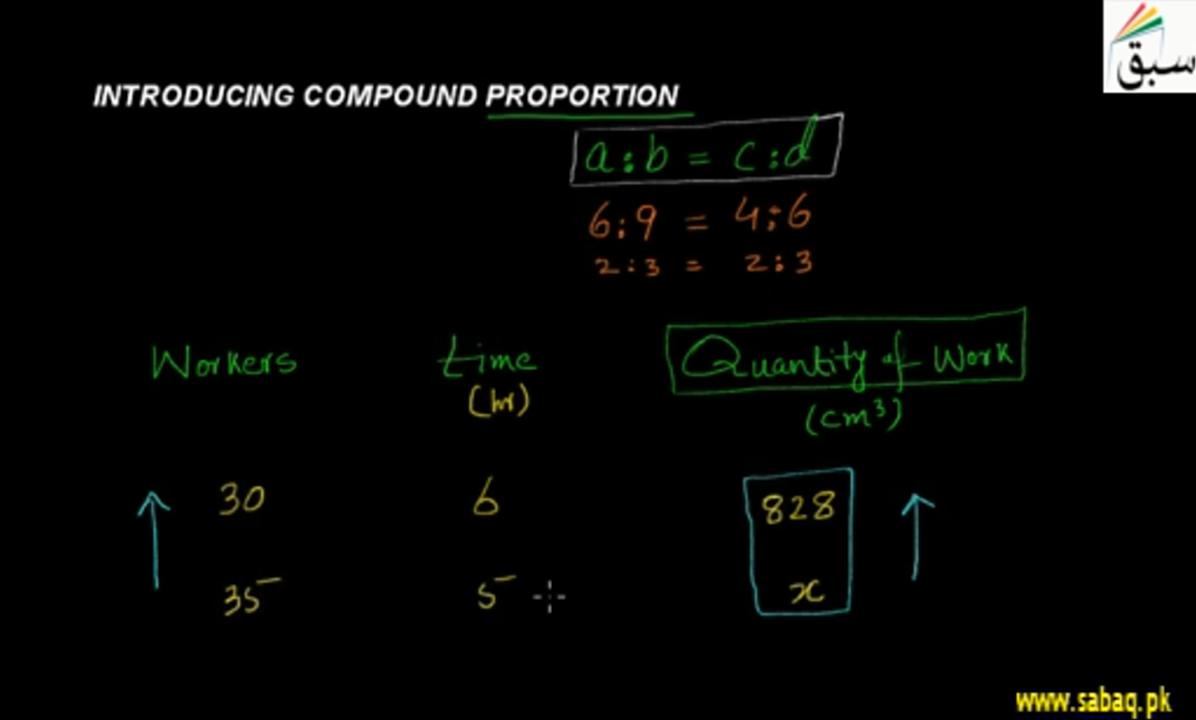 سبق
INTRODUCING COMPOUND PROPORTION
a:b = c:d
6:9 = 4:6
2:3 = 2:3
Workers time Quantity of Work
(hr) (cm³)
30 6 828
35 5 x
www.sabaq.pk